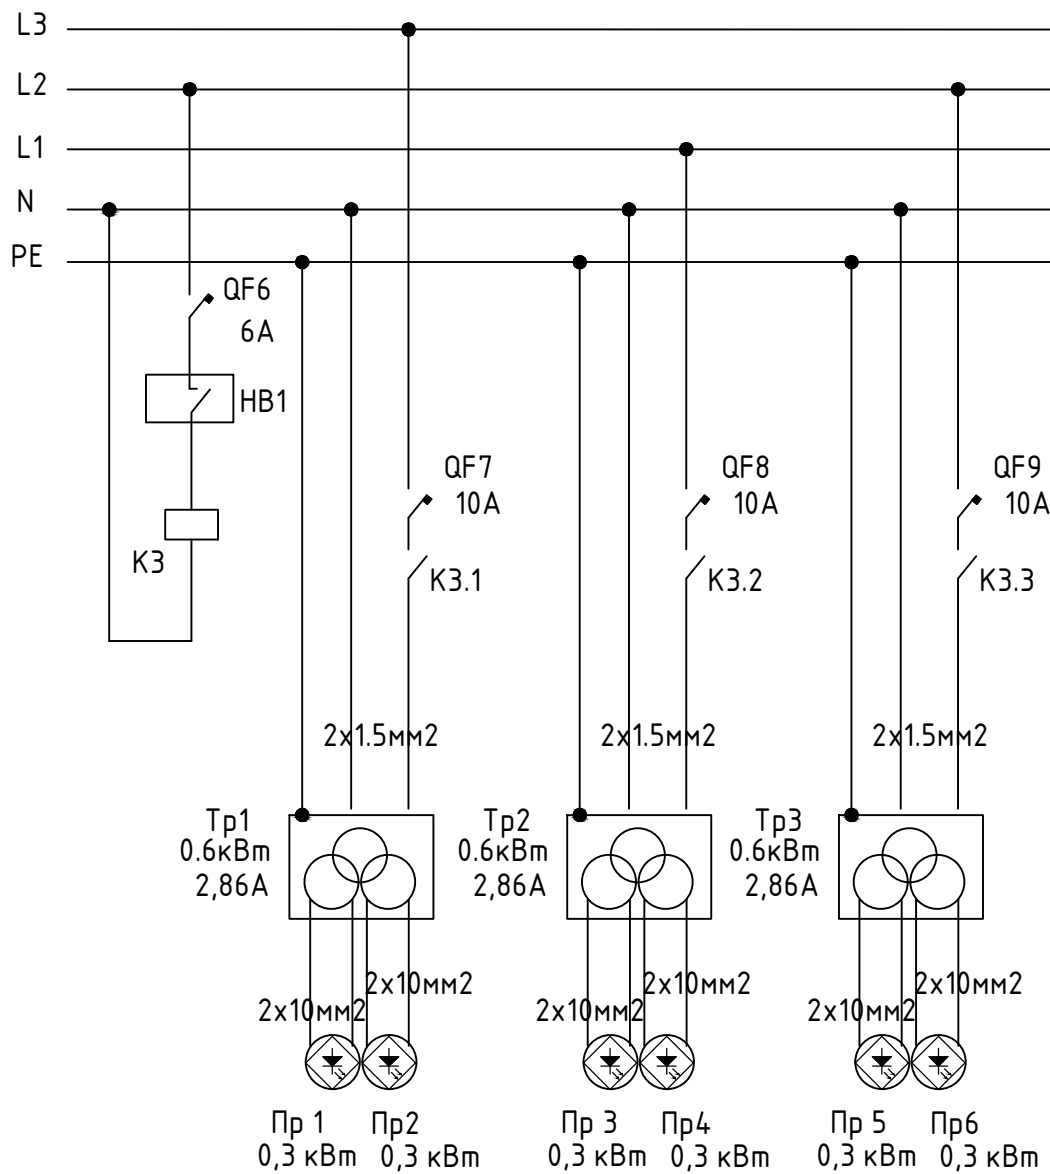 L3
L2
L1
N
PE
QF6
6A
HB1
K3
QF7
10A
K3.1
QF8
10A
K3.2
QF9
10A
K3.3
2x1.5мм2
2x1.5мм2
2x1.5мм2
Тр1
0.6кВт
2,86А
Тр2
0.6кВт
2,86А
Тр3
0.6кВт
2,86А
2x10мм2
2x10мм2
2x10мм2
2x10мм2
2x10мм2
2x10мм2
Пр 1
0,3 кВт
Пр2
0,3 кВт
Пр 3
0,3 кВт
Пр4
0,3 кВт
Пр 5
0,3 кВт
Пр6
0,3 кВт